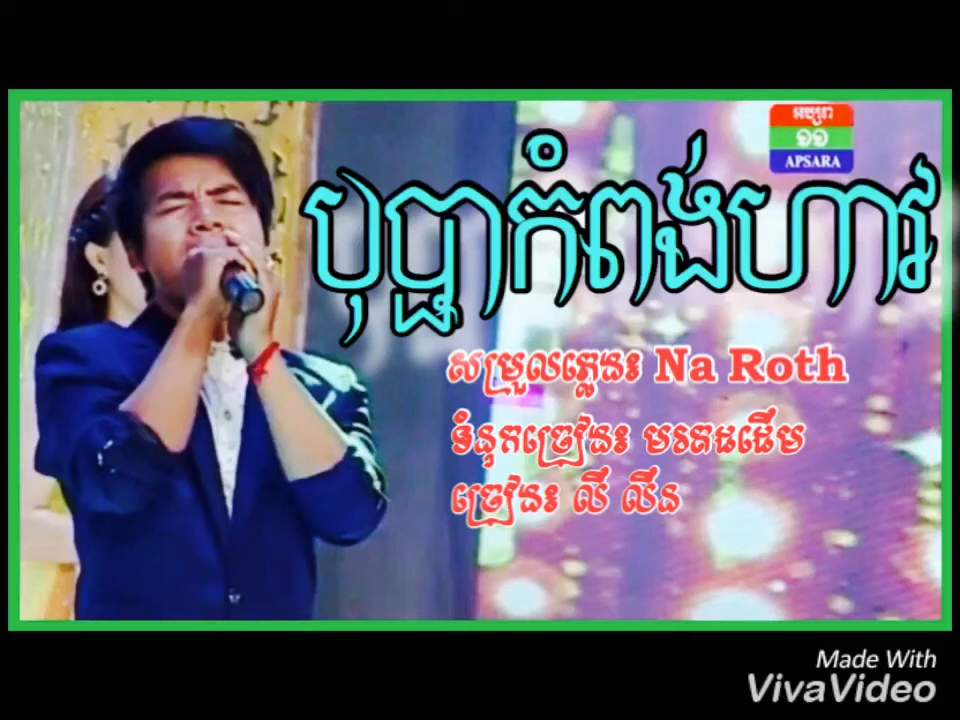 អប្សរា
១១
APSARA
បុប្ផាកំពង់ហាវ
សម្រួលភ្លេង៖ Na Roth
ទំនុកច្រៀង៖ មរតដដើម
ច្រៀង៖ លី លីន
Made With
VivaVideo